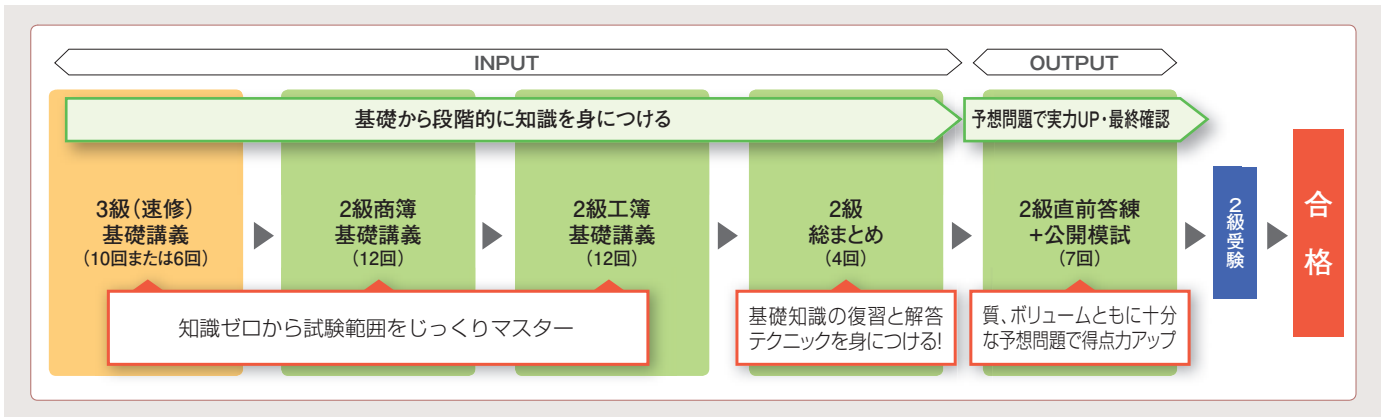 INPUT
OUTPUT
基礎から段階的に知識を身につける
予想問題で実力UP・最終確認
3級（速修）
基礎講義
（10回または6回）
2級商簿
基礎講義
（12回）
2級工簿
基礎講義
（12回）
2級
総まとめ
（4回）
2級直前答練
+公開模試
（7回）
2級受験
合格
知識ゼロから試験範囲をじっくりマスター
基礎知識の復習と解答
テクニックを身につける!
質、ボリュームともに十分
な予想問題で得点力アップ